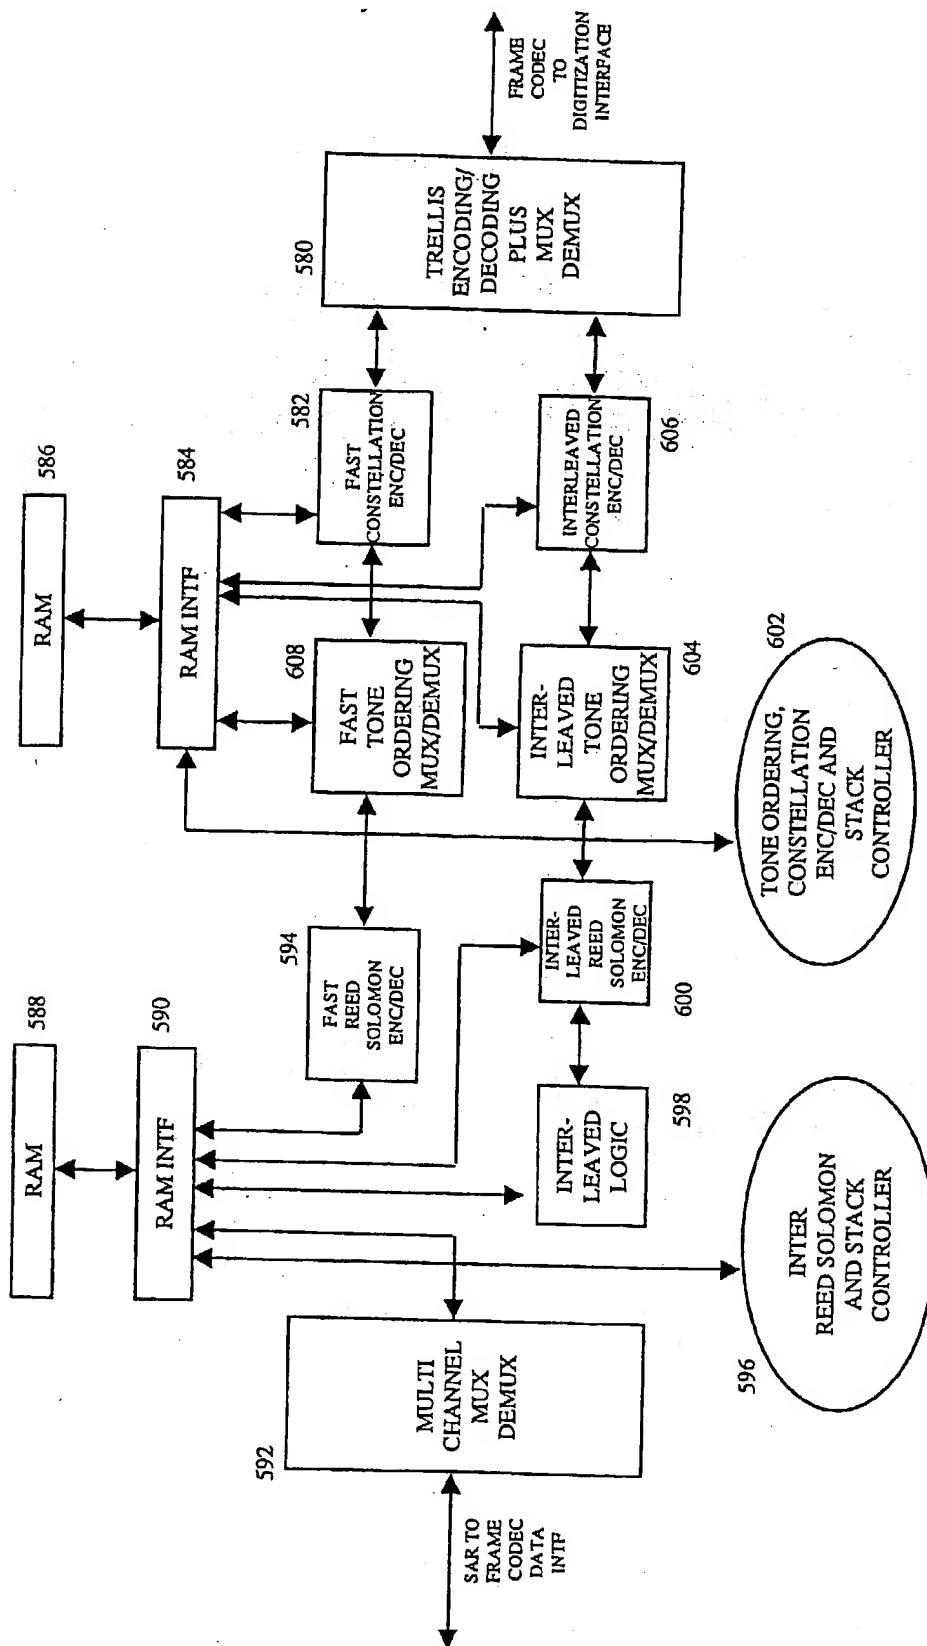 588
RAM
586
RAM
590
RAM INTF
584
RAM INTF
592
MULTI
CHANNEL
MUX
DEMUX
SAR TO
FRAME
CODEC
DATA
INTF
594
FAST
REED
SOLOMON
ENC/DEC
608
FAST
TONE
ORDERING
MUX/DEMUX
582
FAST
CONSTELLATION
ENC/DEC
580
TRELLIS
ENCODING/
DECODING
PLUS
MUX
DEMUX
FRAME
CODEC
TO
DIGITIZATION
INTERFACE
INTER-
LEAVED
LOGIC
598
INTER-
LEAVED
REED
SOLOMON
ENC/DEC
600
INTER-
LEAVED
TONE
ORDERING
MUX/DEMUX
604
INTERLEAVED
CONSTELLATION
ENC/DEC
606
596
INTER
REED SOLOMON
AND STACK
CONTROLLER
602
TONE ORDERING,
CONSTELLATION
ENC/DEC AND
STACK
CONTROLLER